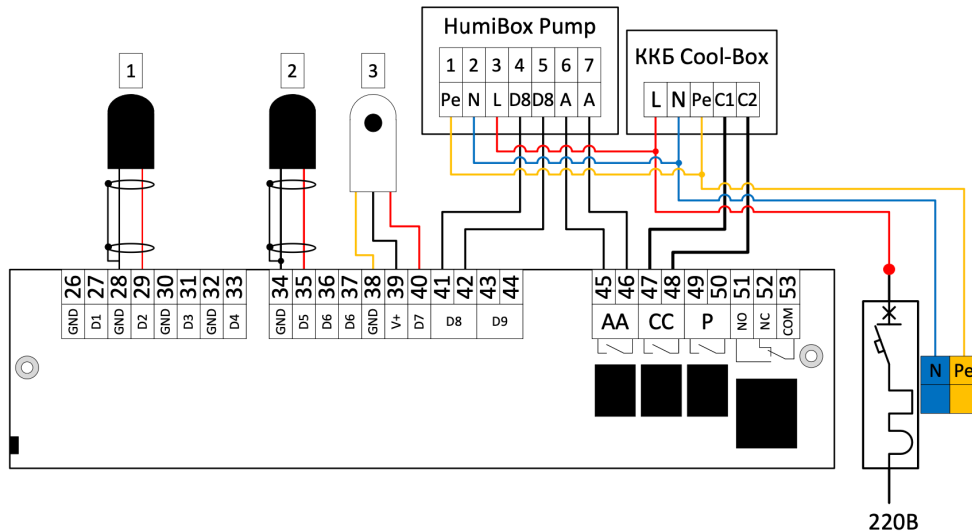 HumiBox Pump
1 2 3 4 5 6 7
Pe N L D8 D8 A A
ККБ Cool-Box
L N Pe C1 C2
1
2
3
26 27 28 29 30 31 32 33
GND D1 GND D2 GND D3 GND D4
34 35 36 37 38 39 40 41 42 43 44
GND D5 D6 D6 GND V+ D7 D8 D9
45 46 47 48 49 50 51 52 53
AA CC P NO NC COM
N Pe
220В